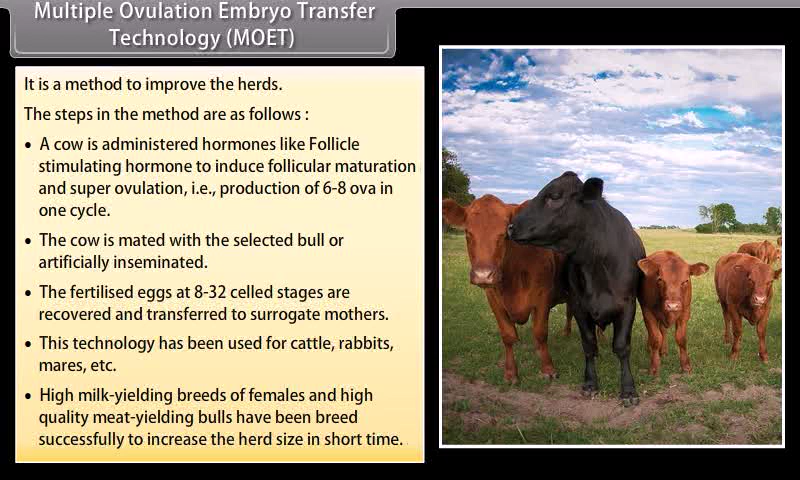 Multiple Ovulation Embryo Transfer
Technology (MOET)
It is a method to improve the herds.
The steps in the method are as follows :
• A cow is administered hormones like Follicle
stimulating hormone to induce follicular maturation
and super ovulation, i.e., production of 6-8 ova in
one cycle.
• The cow is mated with the selected bull or
artificially inseminated.
• The fertilised eggs at 8-32 celled stages are
recovered and transferred to surrogate mothers.
• This technology has been used for cattle, rabbits,
mares, etc.
• High milk-yielding breeds of females and high
quality meat-yielding bulls have been breed
successfully to increase the herd size in short time.